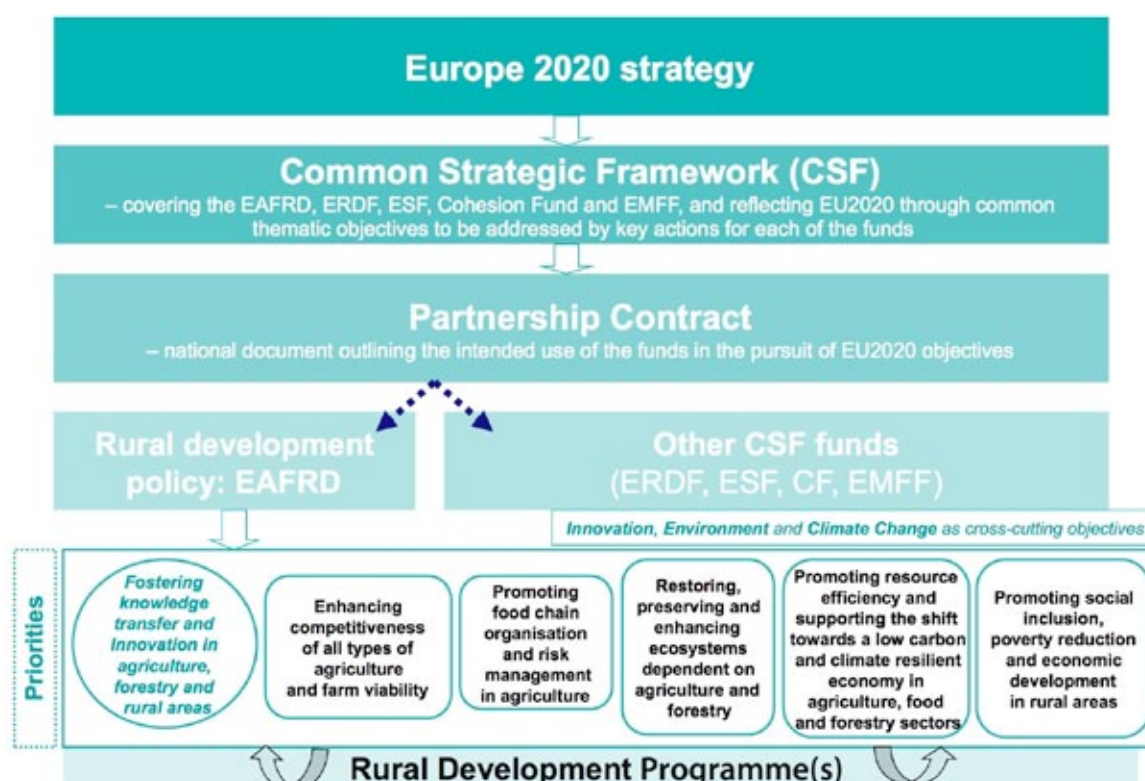 Europe 2020 strategy
Common Strategic Framework (CSF)
– covering the EAFRD, ERDF, ESF, Cohesion Fund and EMFF, and reflecting EU2020 through common
thematic objectives to be addressed by key actions for each of the funds
Partnership Contract
– national document outlining the intended use of the funds in the pursuit of EU2020 objectives
Rural development
policy: EAFRD
Other CSF funds
(ERDF, ESF, CF, EMFF)
Innovation, Environment and Climate Change as cross-cutting objectives
Priorities
Fostering
knowledge
transfer and
Innovation in
agriculture,
forestry and
rural areas
Enhancing
competitiveness
of all types of
agriculture
and farm viability
Promoting
food chain
organisation
and risk
management
in agriculture
Restoring,
preserving and
enhancing
ecosystems
dependent on
agriculture and
forestry
Promoting resource
efficiency and
supporting the shift
towards a low carbon
and climate resilient
economy in
agriculture, food
and forestry sectors
Promoting social
inclusion,
poverty reduction
and economic
development
in rural areas
Rural Development Programme(s)